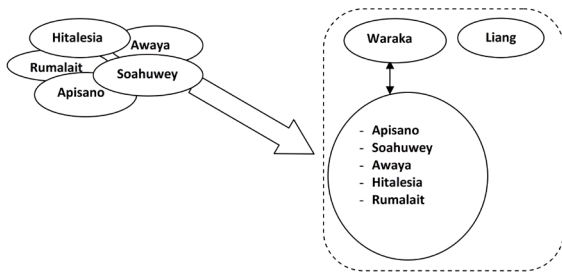 Hitalesia
Awaya
Rumalait
Soahuwey
Apisano
Waraka
Liang
- Apisano
- Soahuwey
- Awaya
- Hitalesia
- Rumalait